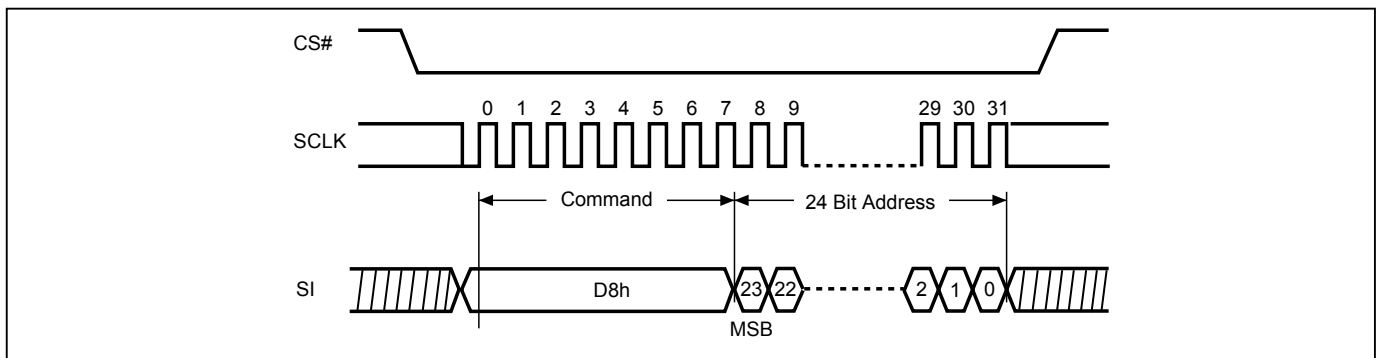 CS#
0 1 2 3 4 5 6 7 8 9 29 30 31
SCLK
Command 24 Bit Address
SI D8h 23 22 2 1 0
MSB